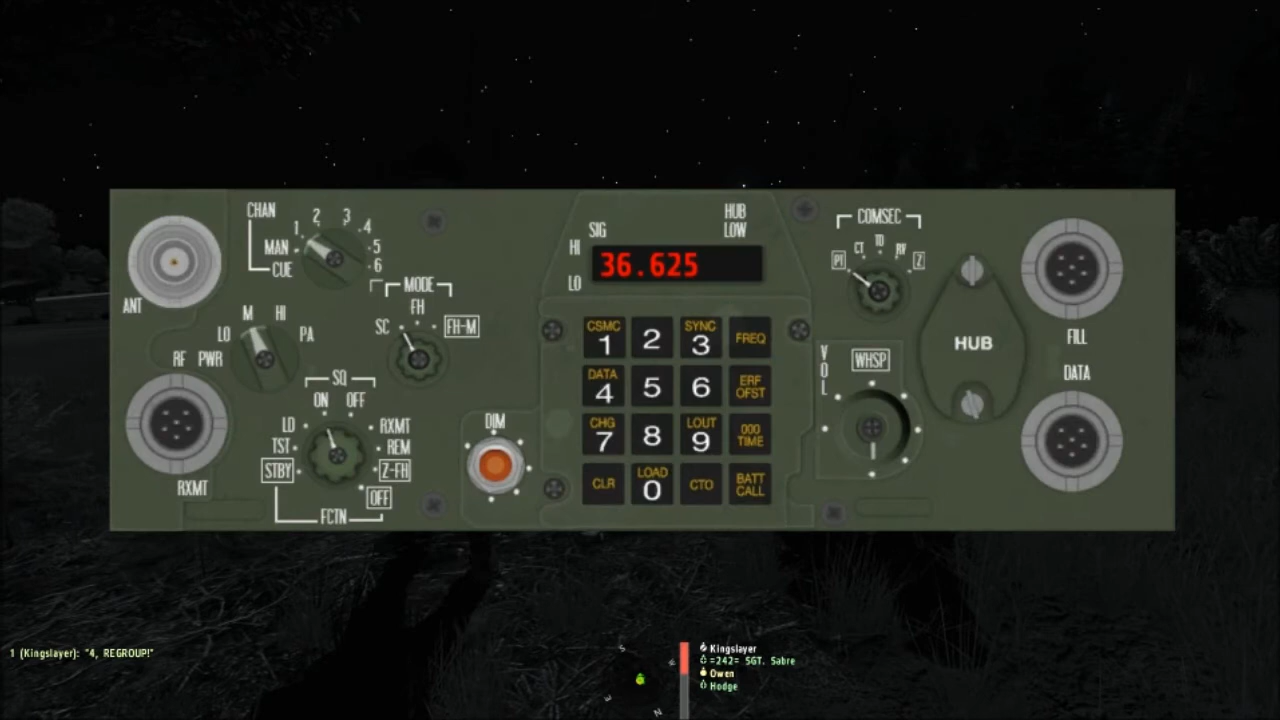 ANT
CHAN
1
2
3
4
5
6
MAN
CUE
LO
M
HI
PA
RF PWR
RXMT
MODE
SC
FH
FH-M
SQ
ON
OFF
LD
TST
STBY
RXMT
REM
Z-FH
OFF
FCTN
DIM
SIG
HUB
LOW
HI
LO
36.625
CSMC
1
2
SYNC
3
FREQ
DATA
4
5
6
ERF
OFST
CHG
7
8
LOUT
9
000
TIME
CLR
LOAD
0
CTO
BATT
CALL
COMSEC
PT
CT
TD
RV
Z
VOL
WHSP
HUB
FILL
DATA
1 (Kingslayer): "4, REGROUP!"
Kingslayer
=242= SGT. Sabre
Owen
Hodge
S
N